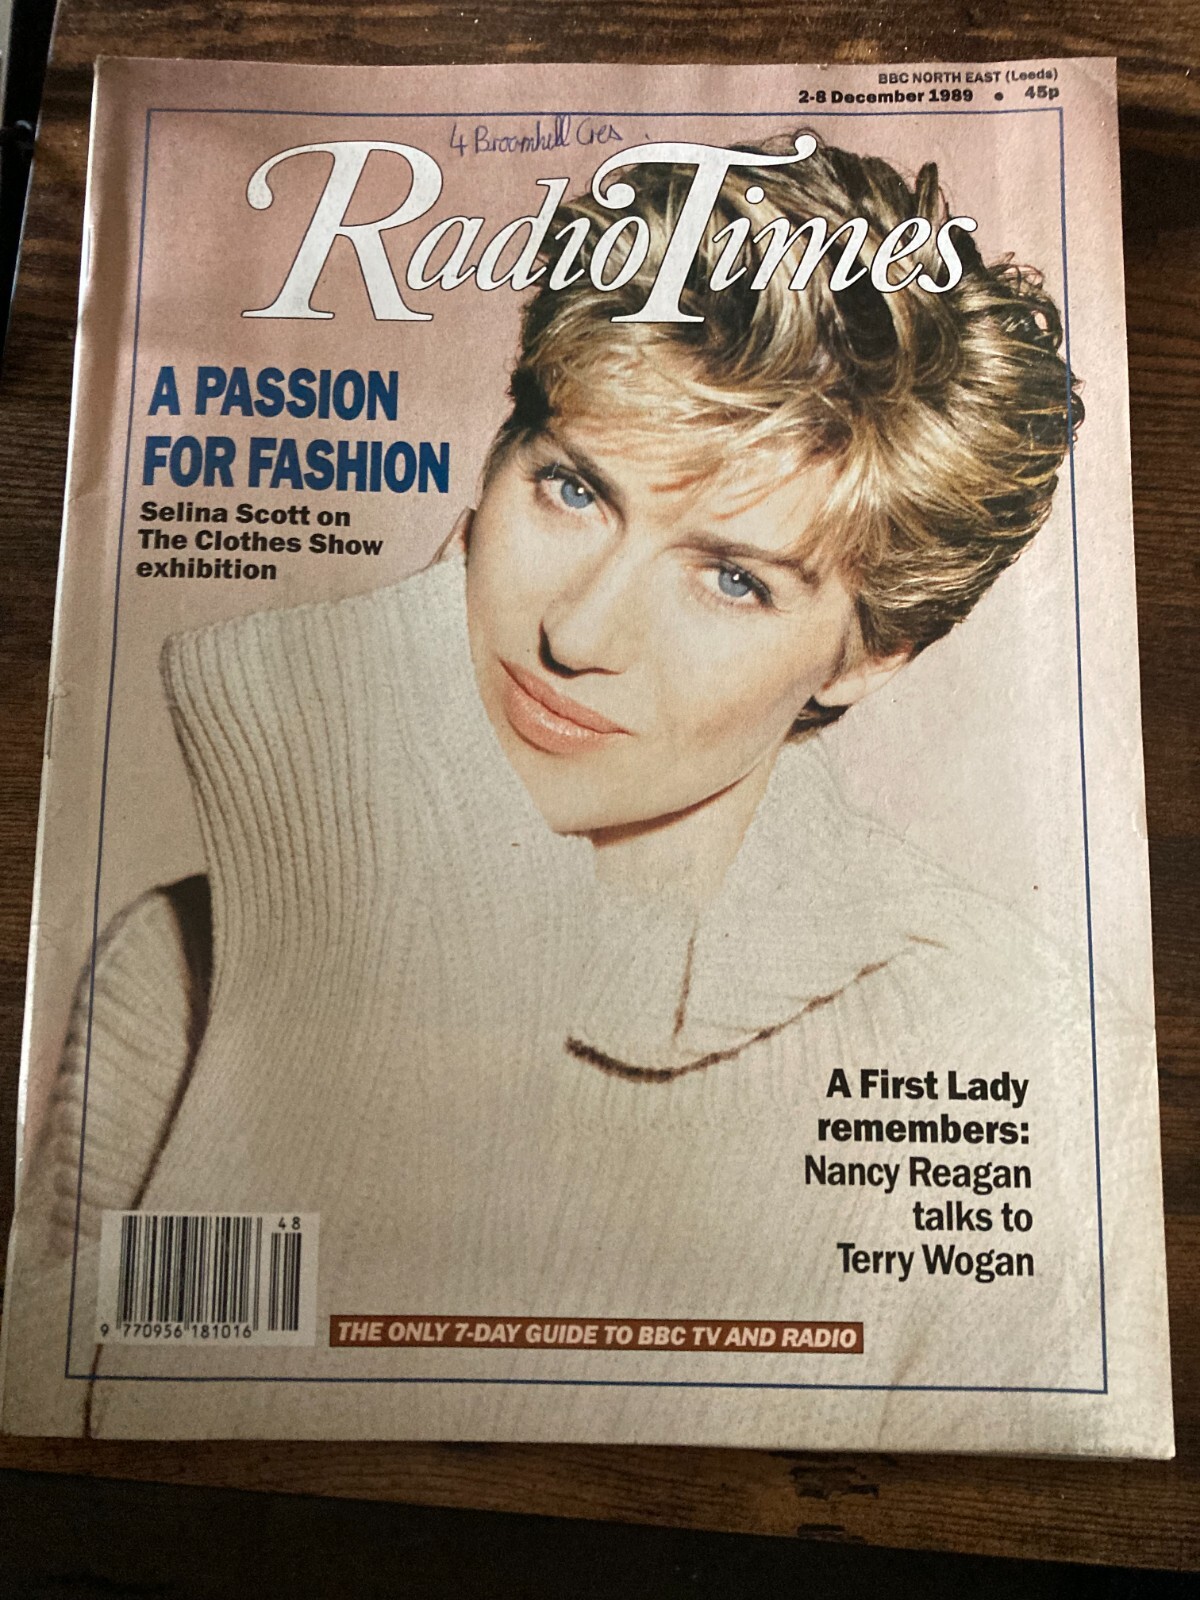 BBC NORTH EAST (Leeds)
2-8 December 1989 • 45p
4 Broomhill Cres
RadioTimes
A PASSION
FOR FASHION
Selina Scott on
The Clothes Show
exhibition
A First Lady
remembers:
Nancy Reagan
talks to
Terry Wogan
48
9 770956 181016
THE ONLY 7-DAY GUIDE TO BBC TV AND RADIO